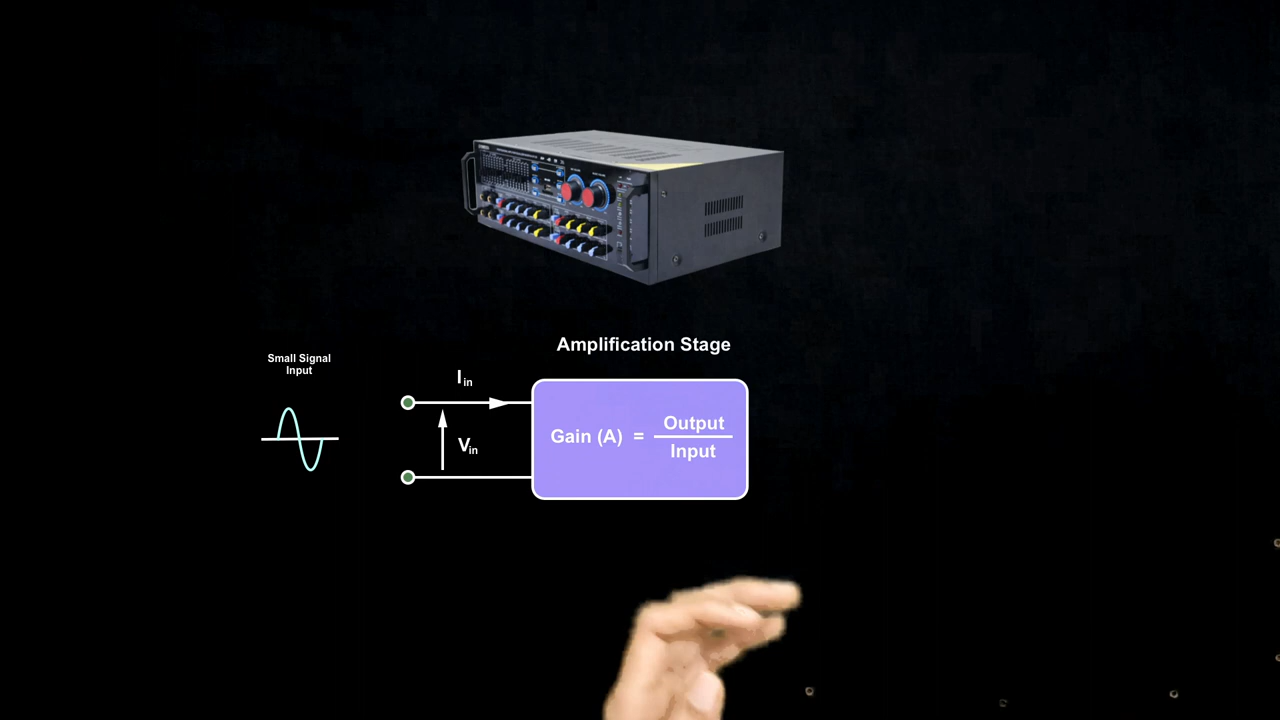 Amplification Stage
Small Signal
Input
Iin
Vin
Gain (A) = Output
Input